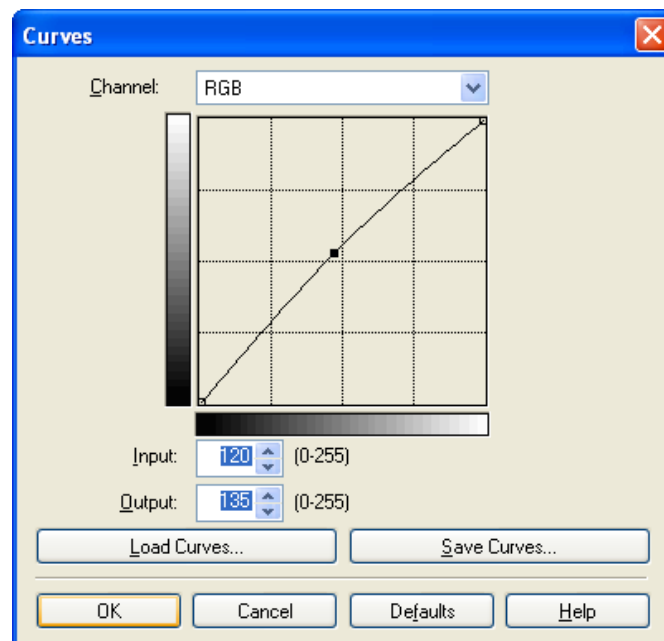 Curves
Channel: RGB
Input: 120 (0-255)
Output: 135 (0-255)
Load Curves... Save Curves...
OK Cancel Defaults Help